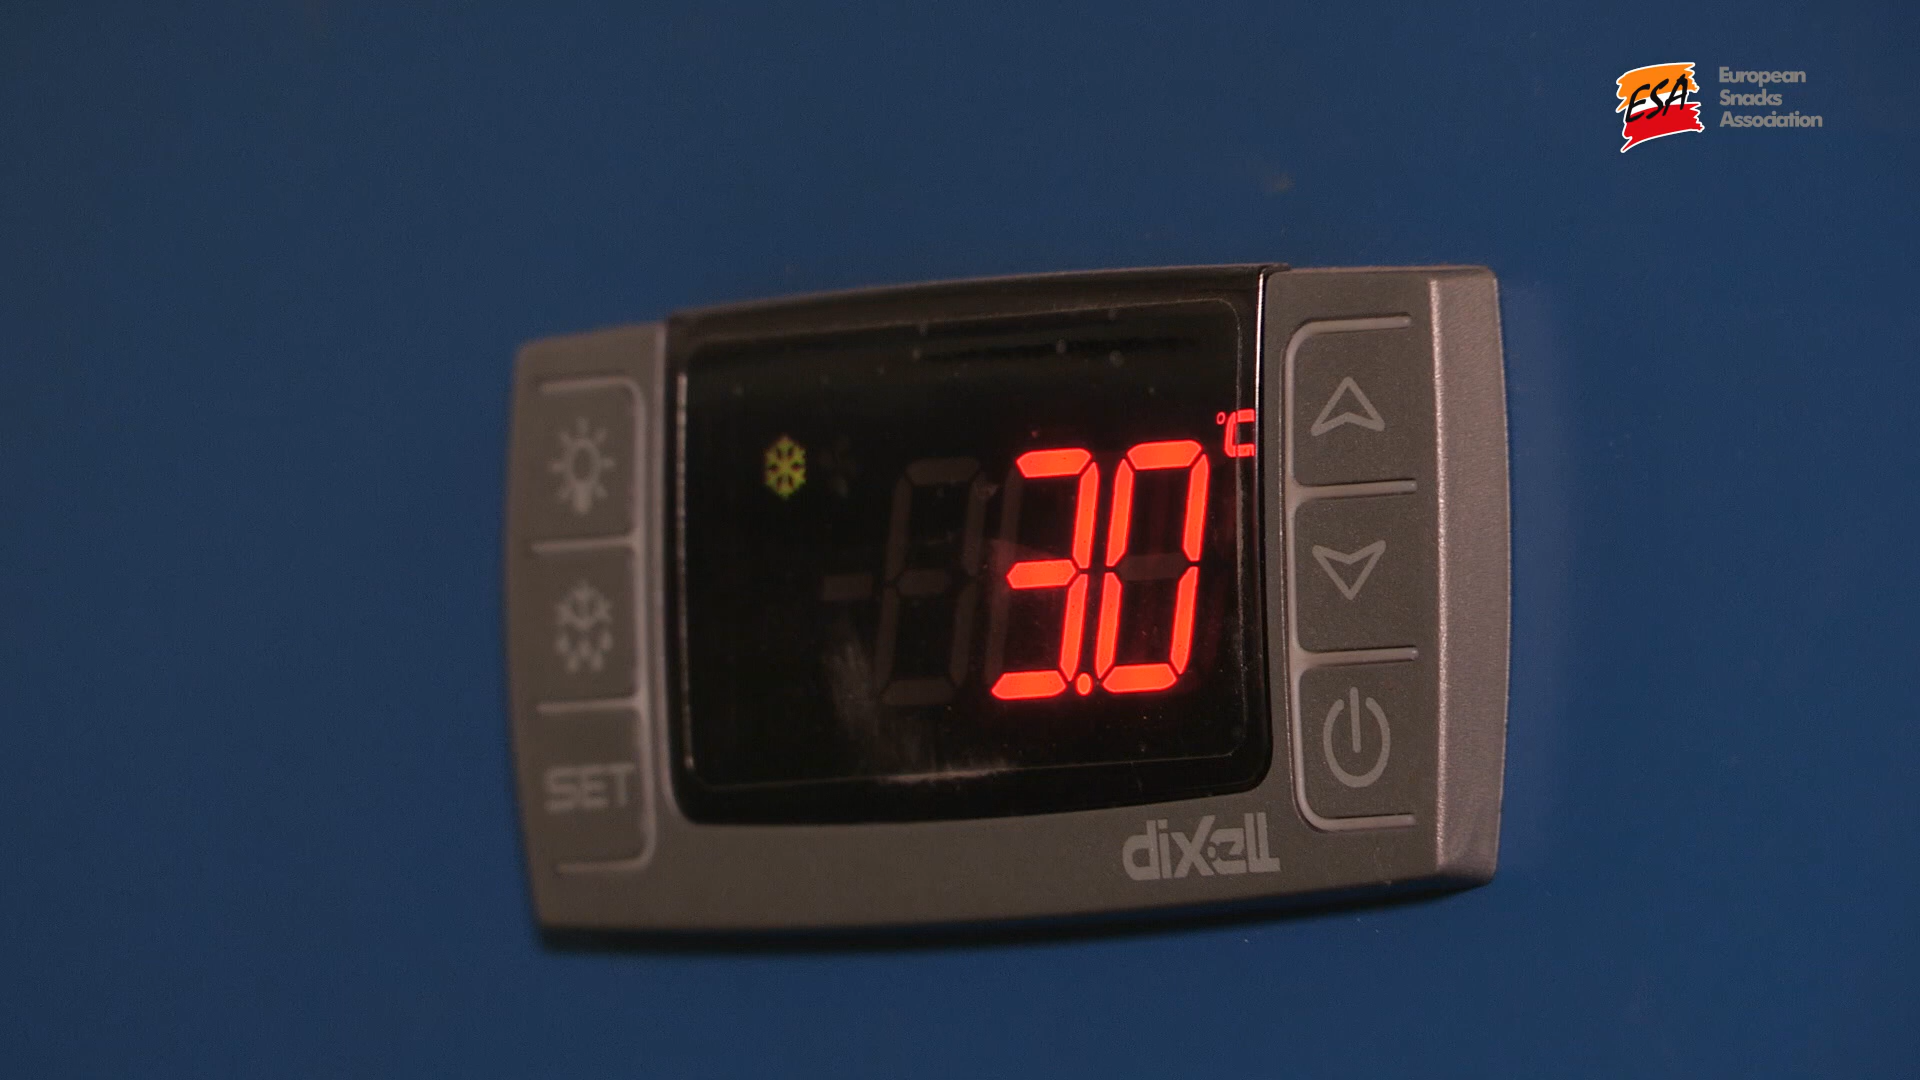 ESA
European
Snacks
Association
3.0 °C
SET
dixell